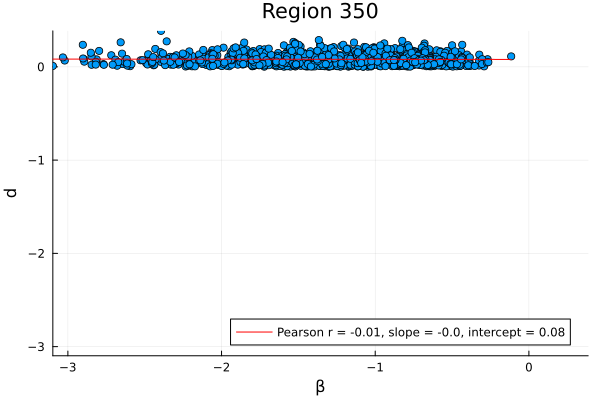 Region 350
0
−1
−2
−3
d
Pearson r = -0.01, slope = -0.0, intercept = 0.08
−3 −2 −1 0
β